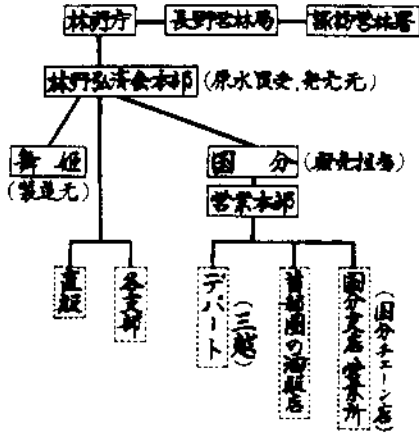 林野庁
長野営林局
諏訪営林署
林野弘済会本部
(原水買受、発売元)
舞姫
(製造元)
国分
(販売担当)
営業本部
直販
各支部
デパート
(三越)
首都圏の酒販店
国分支店、営業所
(国分チェーン店)